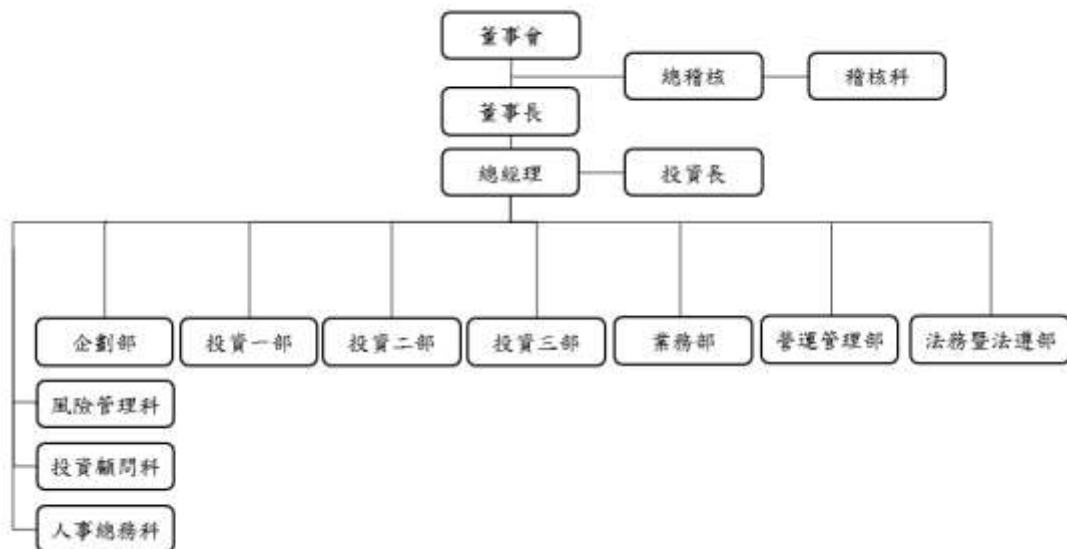 董事會
總稽核
稽核科
董事長
總經理
投資長
企劃部
投資一部
投資二部
投資三部
業務部
營運管理部
法務暨法遵部
風險管理科
投資顧問科
人事總務科